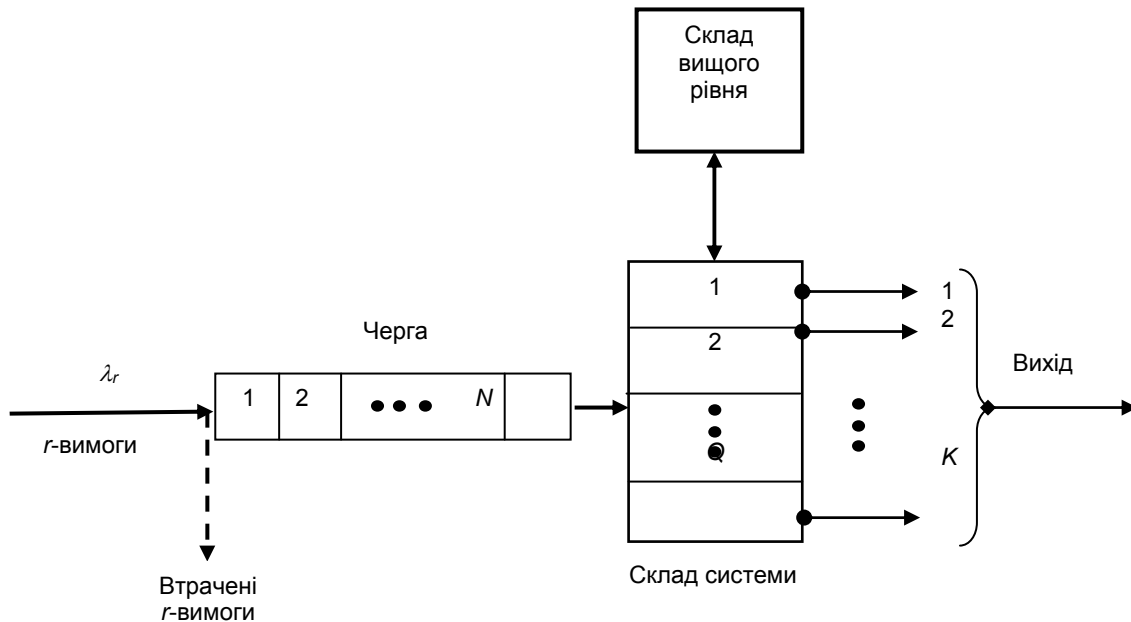 Склад
вищого
рівня
Черга
λr
r-вимоги
1 2 N
Втрачені
r-вимоги
1
2
Q
Склад системи
1
2
K
Вихід